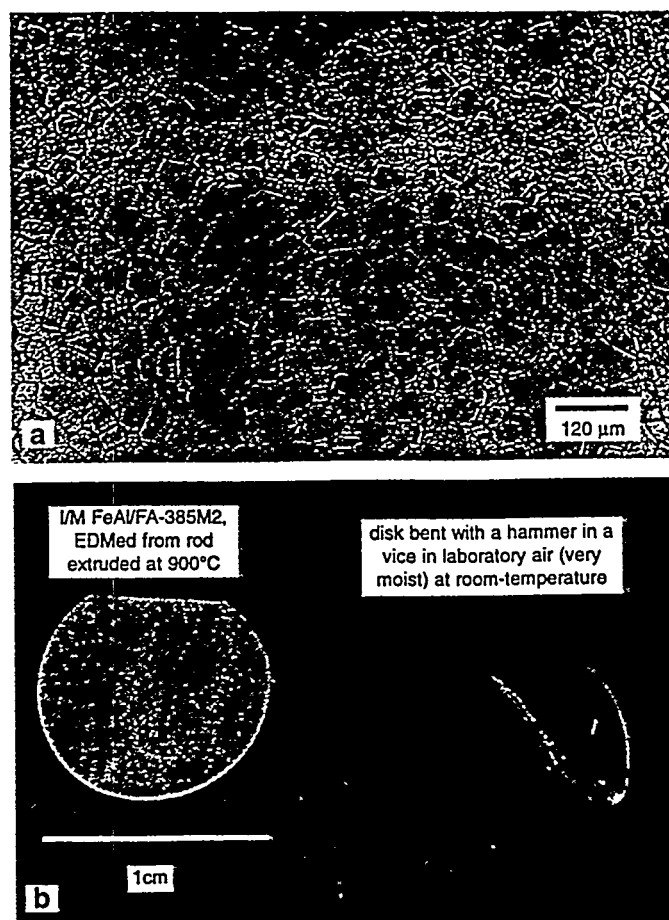 a
120 µm
I/M FeAl/FA-385M2,
EDMed from rod
extruded at 900°C
disk bent with a hammer in a
vice in laboratory air (very
moist) at room-temperature
1cm
b